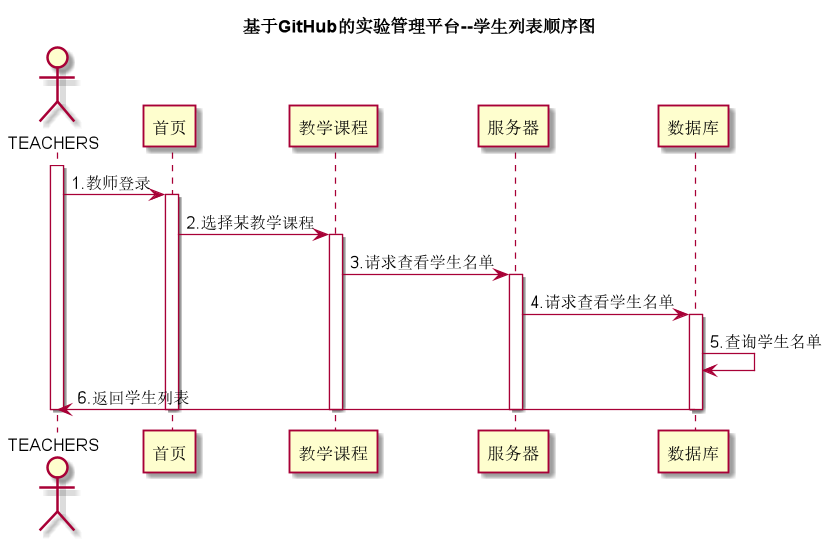 基于GitHub的实验管理平台--学生列表顺序图
TEACHERS
首页
教学课程
服务器
数据库
1.教师登录
2.选择某教学课程
3.请求查看学生名单
4.请求查看学生名单
5.查询学生名单
6.返回学生列表
TEACHERS
首页
教学课程
服务器
数据库